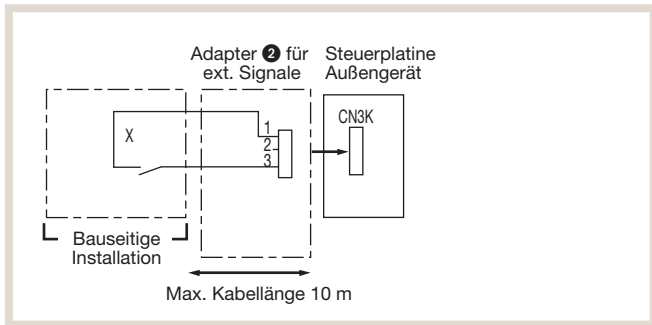 Adapter ❷ für
ext. Signale
Steuerplatine
Außengerät
CN3K
X
1
2
3
Bauseitige
Installation
Max. Kabellänge 10 m